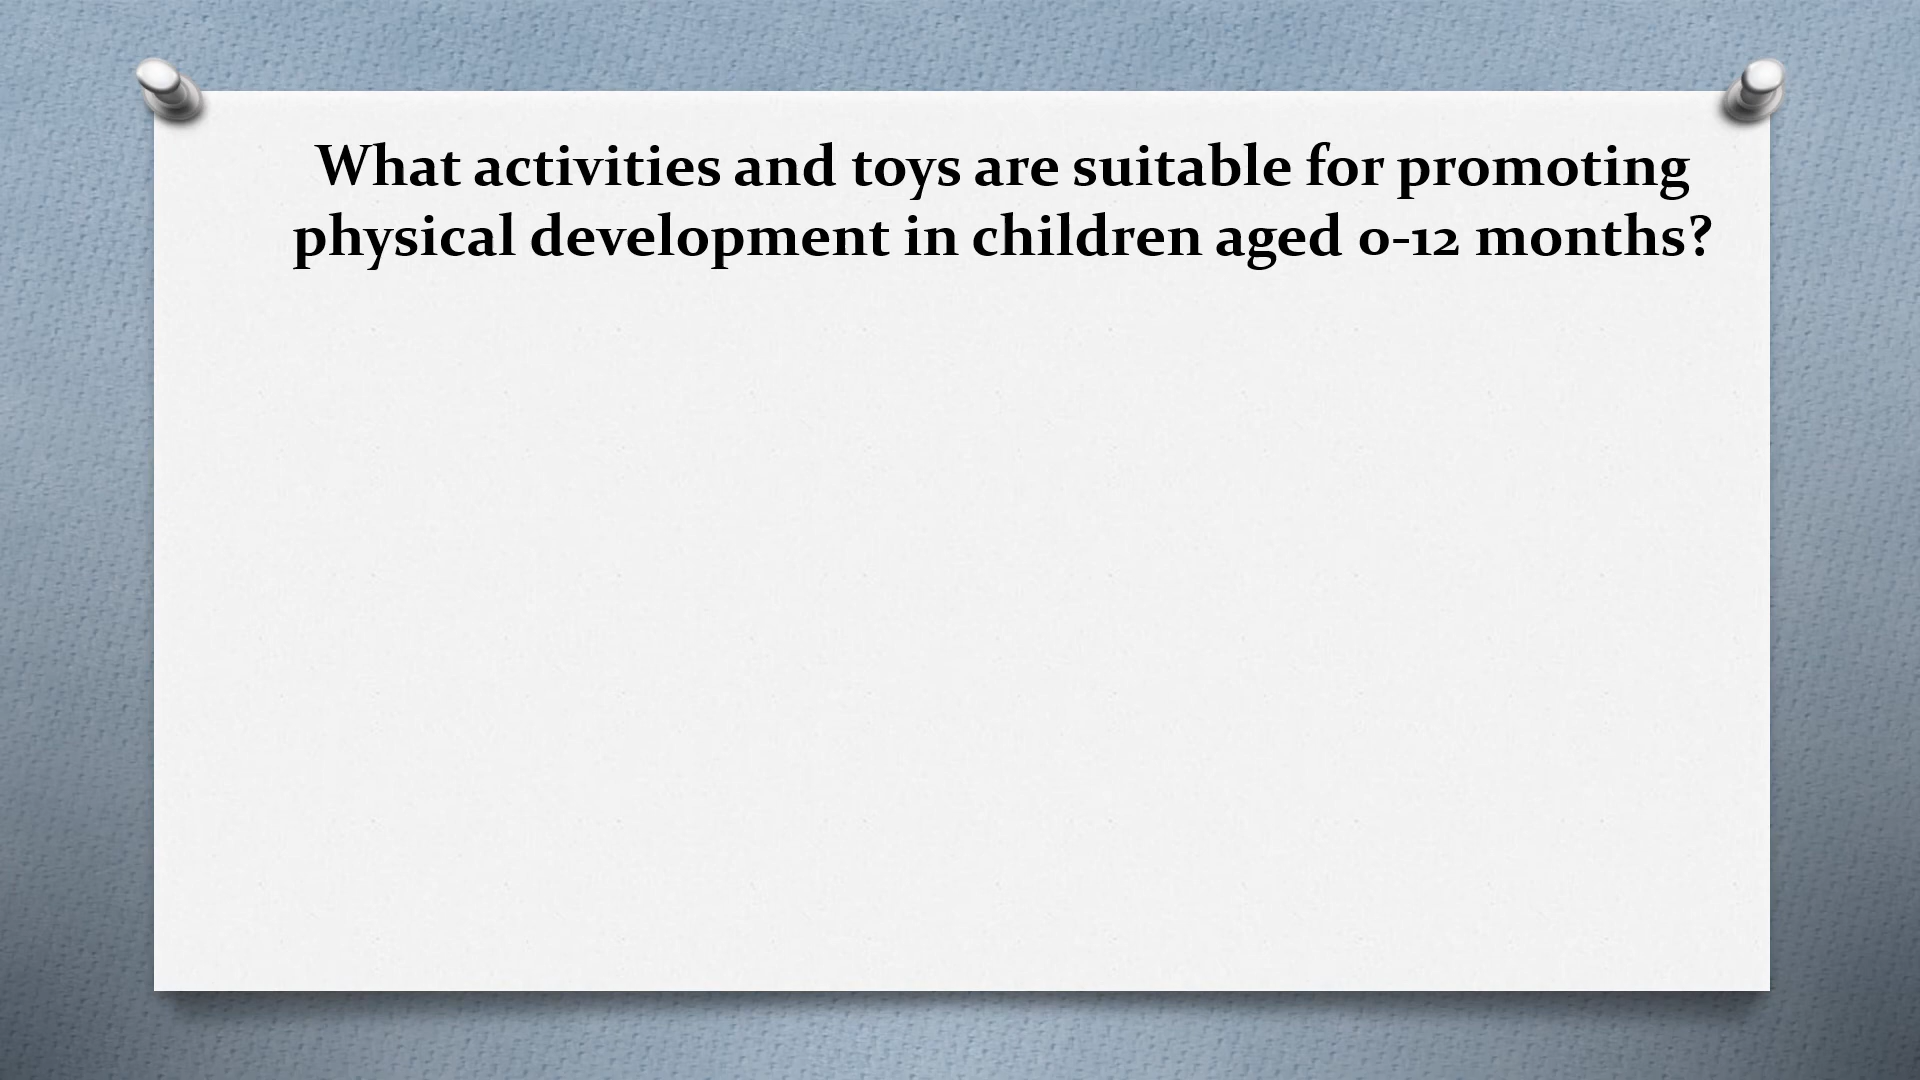 What activities and toys are suitable for promoting
physical development in children aged 0-12 months?